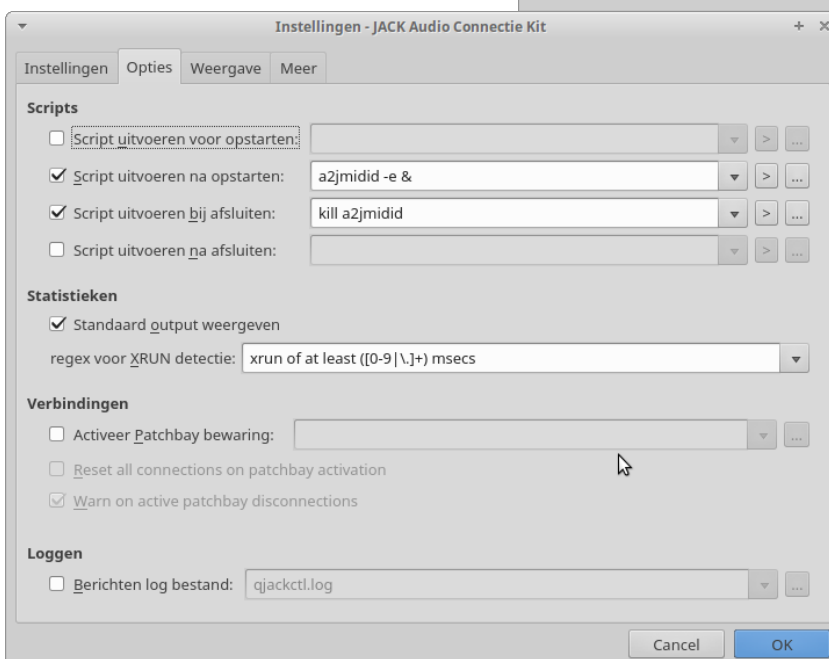 Instellingen - JACK Audio Connectie Kit
Instellingen Opties Weergave Meer
Scripts
Script uitvoeren voor opstarten: > ...
Script uitvoeren na opstarten: a2jmidid -e & > ...
Script uitvoeren bij afsluiten: kill a2jmidid > ...
Script uitvoeren na afsluiten: > ...
Statistieken
Standaard output weergeven
regex voor XRUN detectie: xrun of at least ([0-9|\.]+) msecs
Verbindingen
Activeer Patchbay bewaring: ...
Reset all connections on patchbay activation
Warn on active patchbay disconnections
Loggen
Berichten log bestand: qjackctl.log ...
Cancel OK